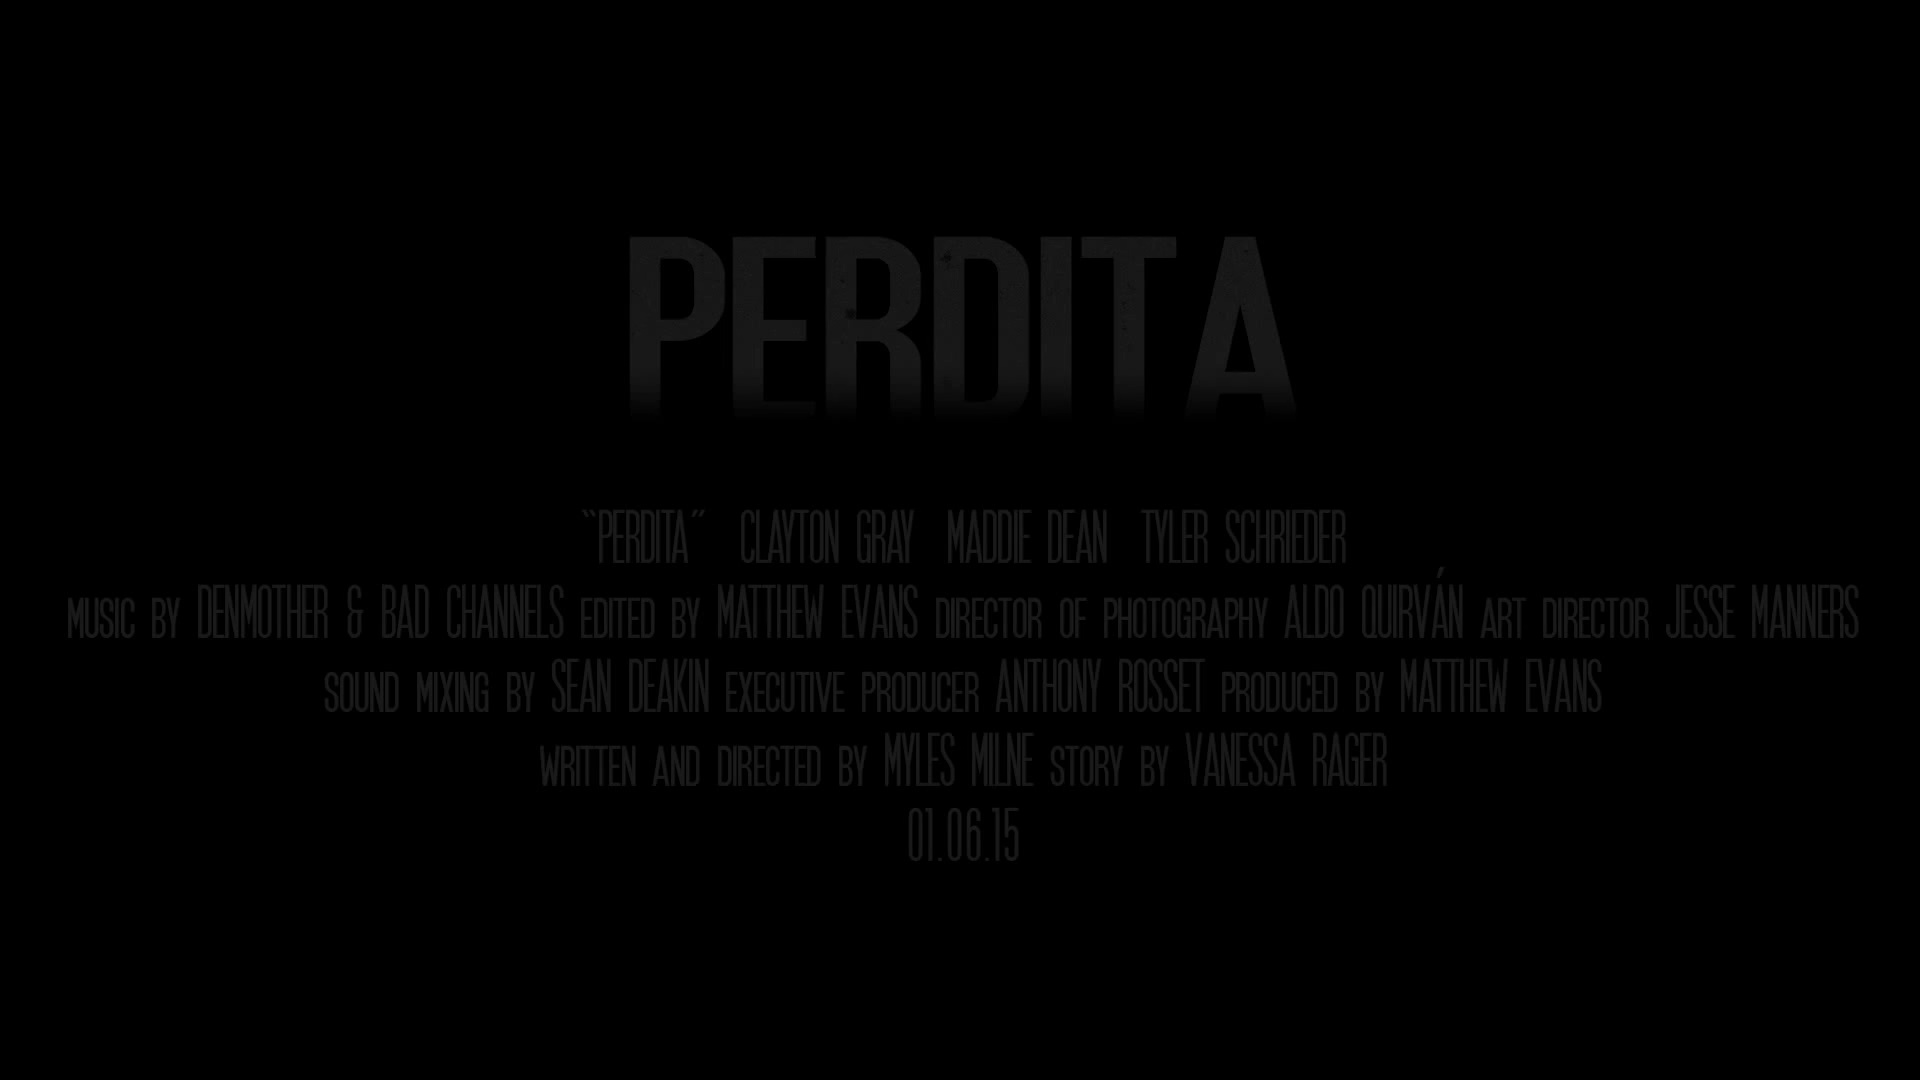 PERDITA
“PERDITA” CLAYTON GRAY MADDIE DEAN TYLER SCHRIEDER
MUSIC BY DENMOTHER & BAD CHANNELS EDITED BY MATTHEW EVANS DIRECTOR OF PHOTOGRAPHY ALDO QUIRVÁN ART DIRECTOR JESSE MANNERS
SOUND MIXING BY SEAN DEAKIN EXECUTIVE PRODUCER ANTHONY ROSSET PRODUCED BY MATTHEW EVANS
WRITTEN AND DIRECTED BY MYLES MILNE STORY BY VANESSA RAGER
01.06.15